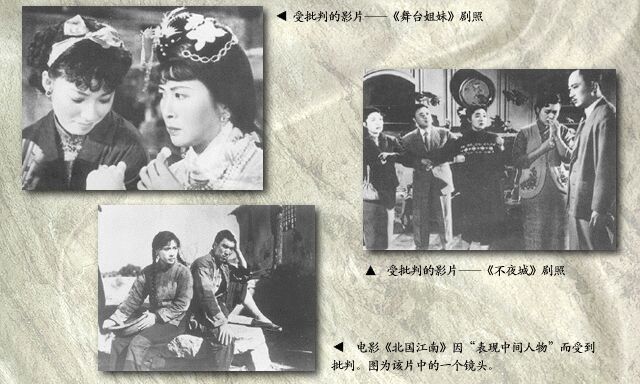 ◀ 受批判的影片——《舞台姐妹》剧照
▲ 受批判的影片——《不夜城》剧照
◀ 电影《北国江南》因“表现中间人物”而受到
批判。图为该片中的一个镜头。